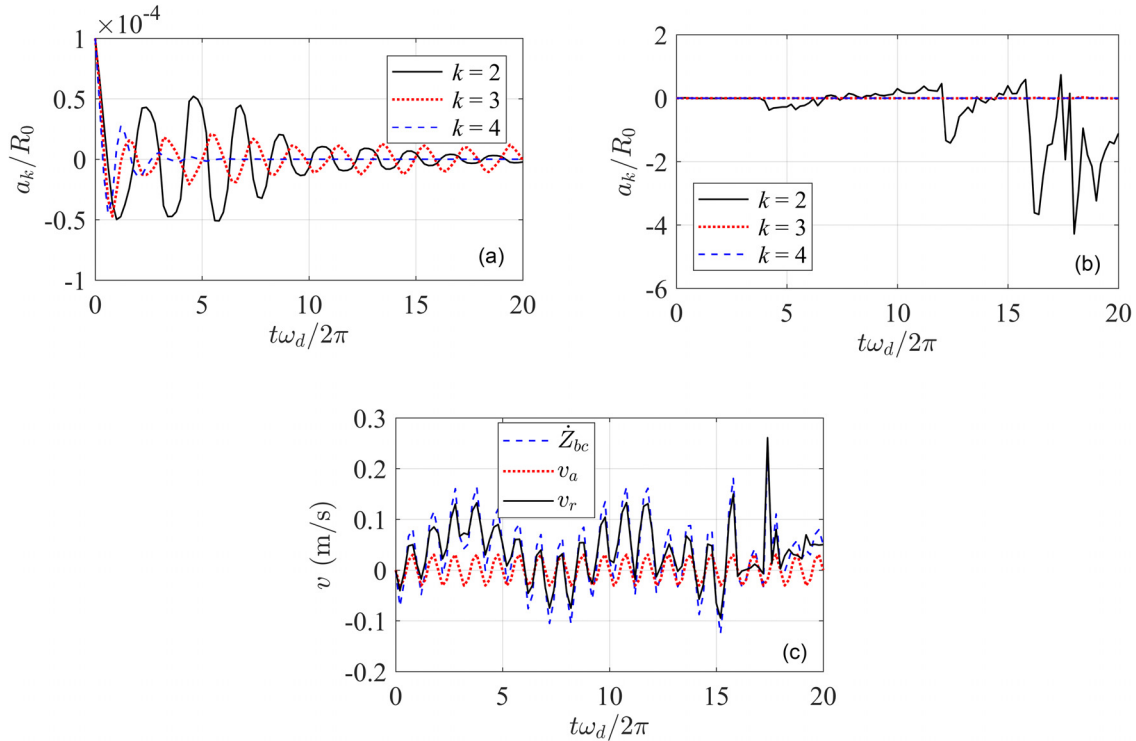 ×10^-4
1
0.5
0
-0.5
-1
a_k/R_0
k = 2
k = 3
k = 4
(a)
0 5 10 15 20
tω_d/2π
2
0
-2
-4
-6
a_k/R_0
k = 2
k = 3
k = 4
(b)
0 5 10 15 20
tω_d/2π
0.3
0.2
0.1
0
-0.1
-0.2
v (m/s)
Ż_bc
v_a
v_r
(c)
0 5 10 15 20
tω_d/2π